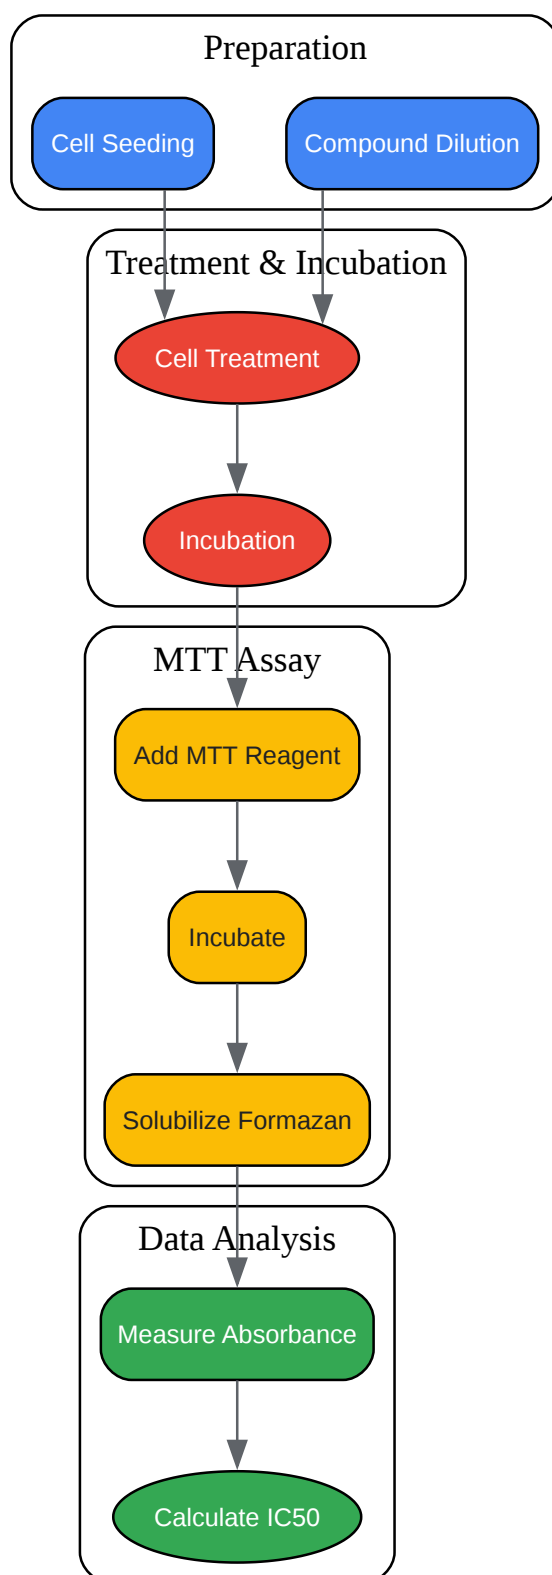 Preparation
Cell Seeding
Compound Dilution
Treatment & Incubation
Cell Treatment
Incubation
MTT Assay
Add MTT Reagent
Incubate
Solubilize Formazan
Data Analysis
Measure Absorbance
Calculate IC50